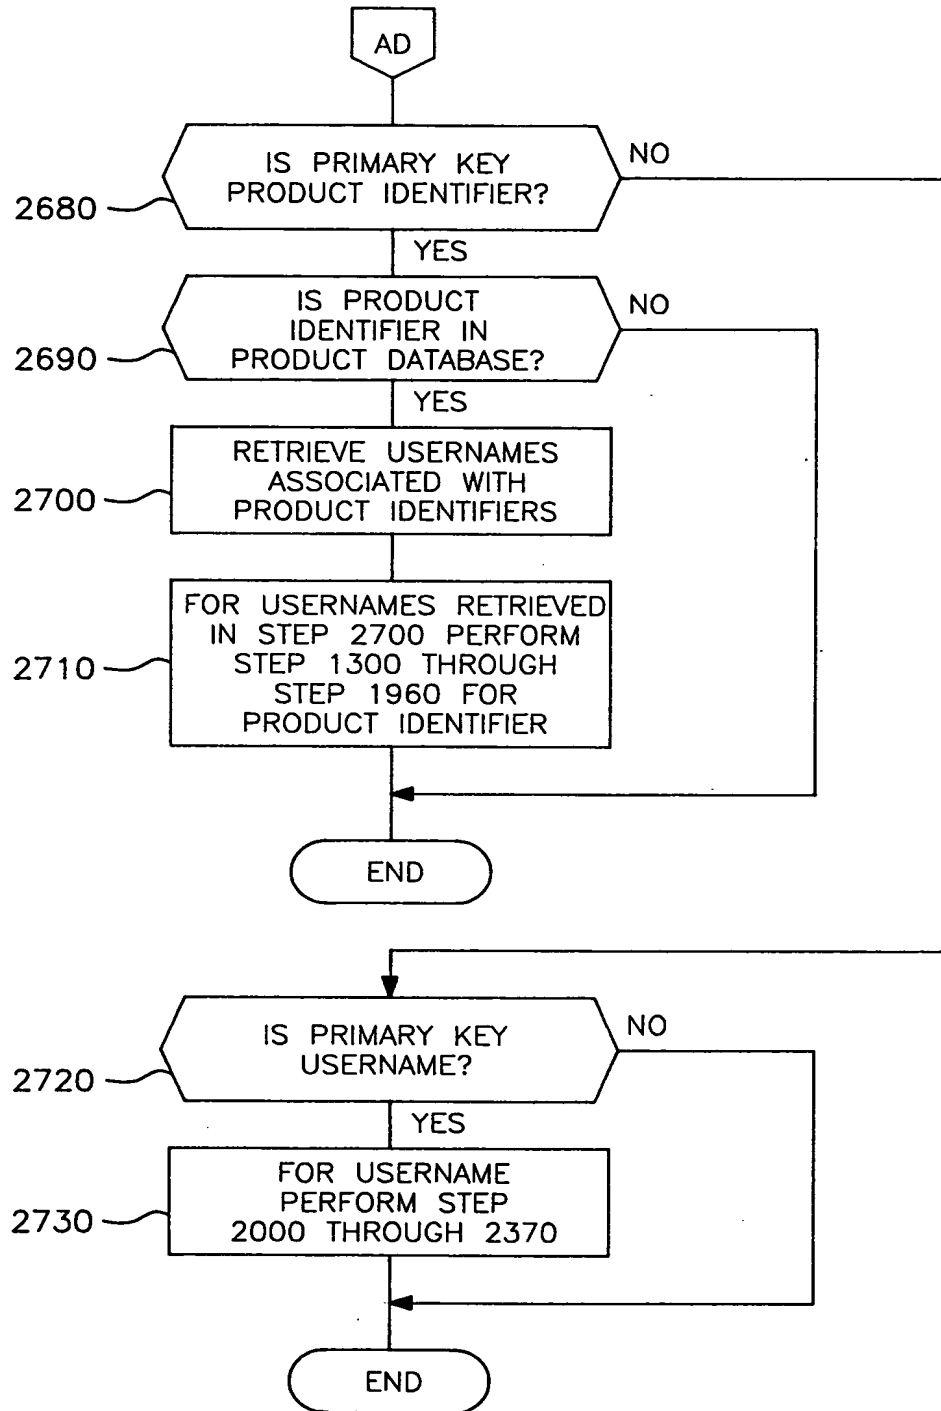 AD
IS PRIMARY KEY
PRODUCT IDENTIFIER?
NO
2680
YES
IS PRODUCT
IDENTIFIER IN
PRODUCT DATABASE?
NO
2690
YES
RETRIEVE USERNAMES
ASSOCIATED WITH
PRODUCT IDENTIFIERS
2700
FOR USERNAMES RETRIEVED
IN STEP 2700 PERFORM
STEP 1300 THROUGH
STEP 1960 FOR
PRODUCT IDENTIFIER
2710
END
IS PRIMARY KEY
USERNAME?
NO
2720
YES
FOR USERNAME
PERFORM STEP
2000 THROUGH 2370
2730
END